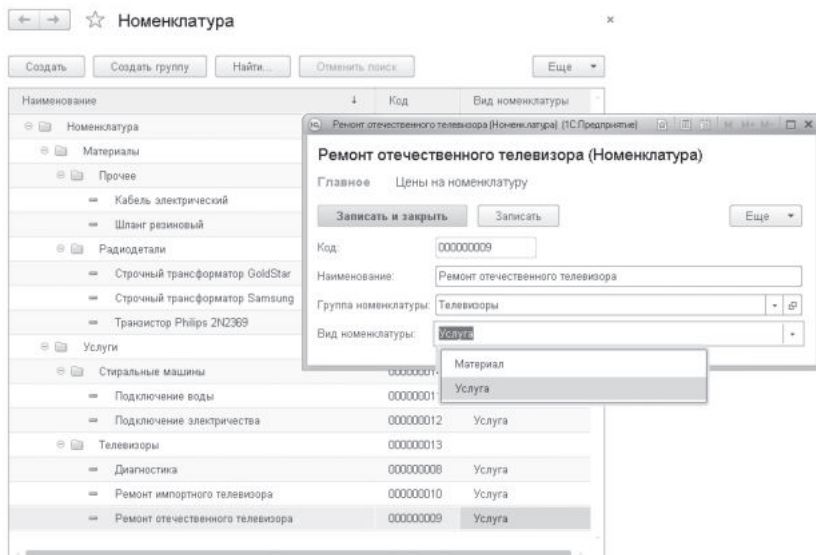 Номенклатура
Создать Создать группу Найти... Отменить поиск Еще
Наименование Код Вид номенклатуры
Номенклатура
Материалы
Прочее
Кабель электрический
Шланг резиновый
Радиодетали
Строчный трансформатор GoldStar
Строчный трансформатор Samsung
Транзистор Philips 2N2369
Услуги
Стиральные машины
Подключение воды
Подключение электричества 000000012 Услуга
Телевизоры 000000013
Диагностика 000000008 Услуга
Ремонт импортного телевизора 000000010 Услуга
Ремонт отечественного телевизора 000000009 Услуга
Ремонт отечественного телевизора (Номенклатура) (1С:Предприятие) M M+ M-
Ремонт отечественного телевизора (Номенклатура)
Главное Цены на номенклатуру
Записать и закрыть Записать Еще
Код: 000000009
Наименование: Ремонт отечественного телевизора
Группа номенклатуры: Телевизоры
Вид номенклатуры: Услуга
Материал
Услуга